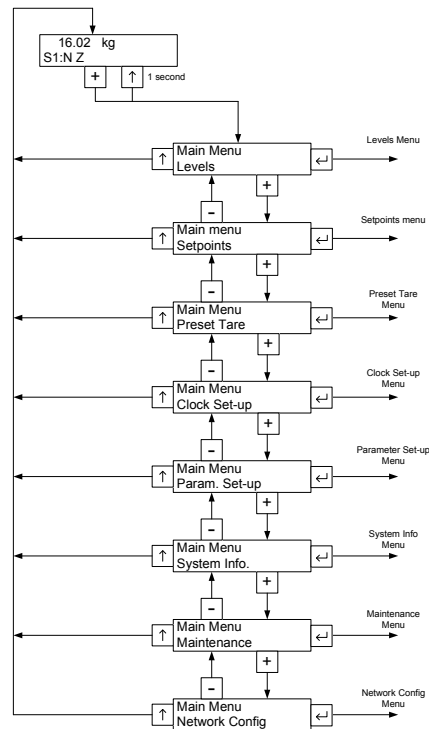 16.02 kg
S1:N Z
+ ↑ 1 second
Main Menu
Levels
↑ ↵ Levels Menu
+
-
Main menu
Setpoints
↑ ↵ Setpoints menu
+
-
Main Menu
Preset Tare
↑ ↵ Preset Tare
Menu
+
-
Main Menu
Clock Set-up
↑ ↵ Clock Set-up
Menu
+
-
Main Menu
Param. Set-up
↑ ↵ Parameter Set-up
Menu
+
-
Main Menu
System Info.
↑ ↵ System Info
Menu
+
-
Main Menu
Maintenance
↑ ↵ Maintenance
Menu
+
-
Main Menu
Network Config
↑ ↵ Network Config
Menu